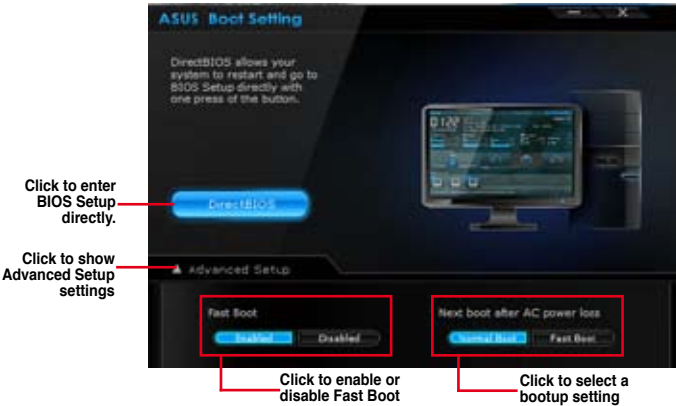 ASUS Boot Setting
DirectBIOS allows your
system to restart and go to
BIOS Setup directly with
one press of the button.
Click to enter
BIOS Setup
directly.
DirectBIOS
Click to show
Advanced Setup
settings
Advanced Setup
Fast Boot
Enabled Disabled
Next boot after AC power loss
Normal Boot Fast Boot
Click to enable or
disable Fast Boot
Click to select a
bootup setting